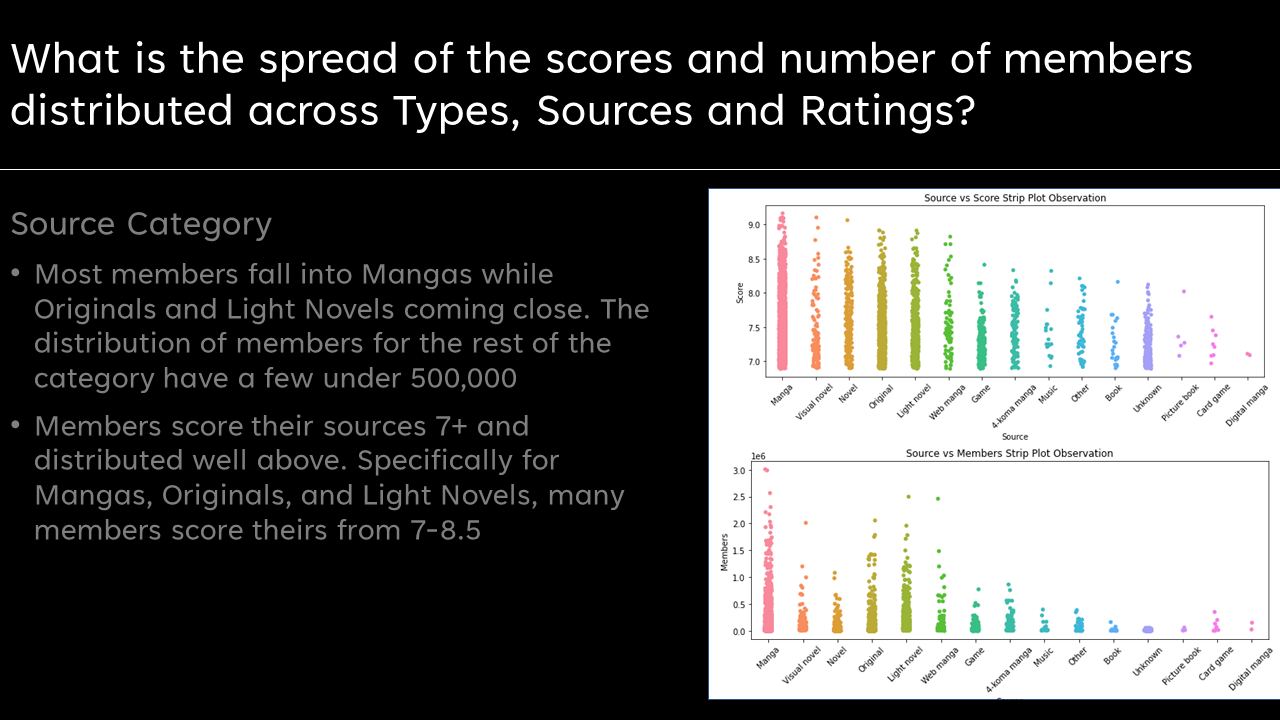 What is the spread of the scores and number of members
distributed across Types, Sources and Ratings?
Source Category
• Most members fall into Mangas while
Originals and Light Novels coming close. The
distribution of members for the rest of the
category have a few under 500,000
• Members score their sources 7+ and
distributed well above. Specifically for
Mangas, Originals, and Light Novels, many
members score theirs from 7-8.5
Source vs Score Strip Plot Observation
9.0
8.5
8.0
7.5
7.0
Score
Manga
Visual novel
Novel
Original
Light novel
Web manga
Game
4-koma manga
Music
Other
Book
Unknown
Picture book
Card game
Digital manga
Source
Source vs Members Strip Plot Observation
1e6
3.0
2.5
2.0
1.5
1.0
0.5
0.0
Members
Manga
Visual novel
Novel
Original
Light novel
Web manga
Game
4-koma manga
Music
Other
Book
Unknown
Picture book
Card game
Digital manga